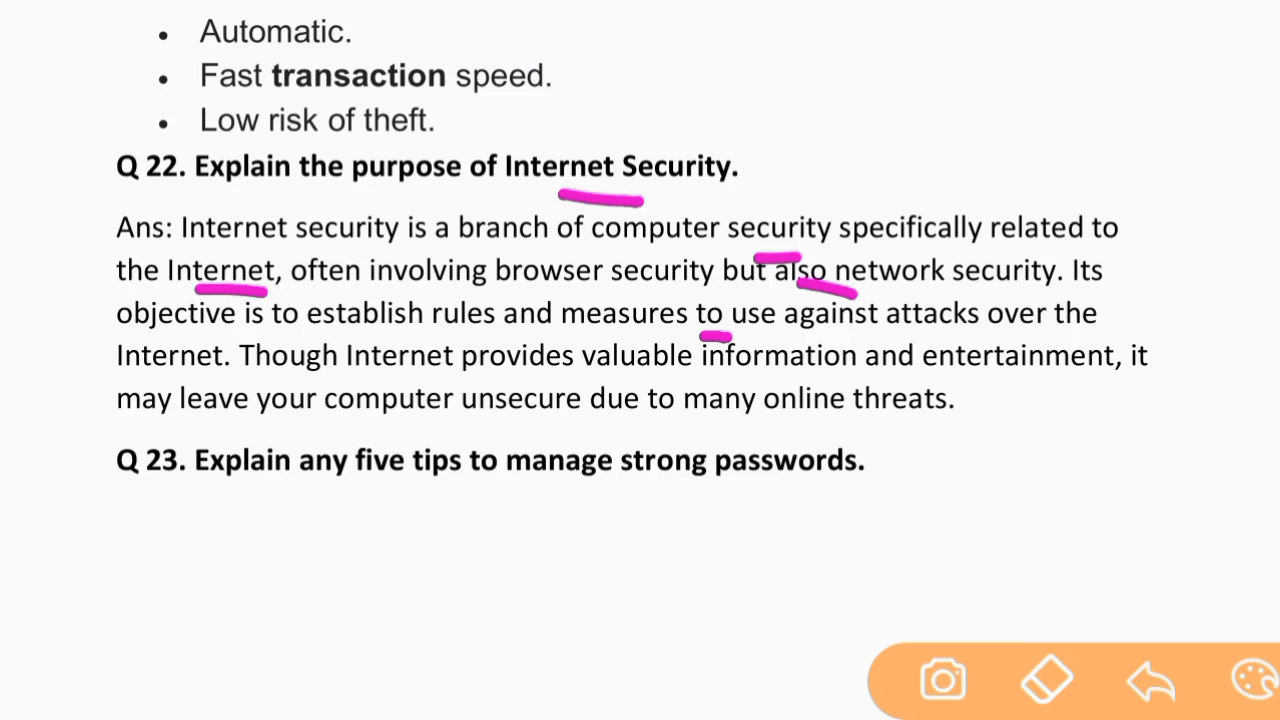 • Automatic.
• Fast transaction speed.
• Low risk of theft.
Q 22. Explain the purpose of Internet Security.
Ans: Internet security is a branch of computer security specifically related to
the Internet, often involving browser security but also network security. Its
objective is to establish rules and measures to use against attacks over the
Internet. Though Internet provides valuable information and entertainment, it
may leave your computer unsecure due to many online threats.
Q 23. Explain any five tips to manage strong passwords.